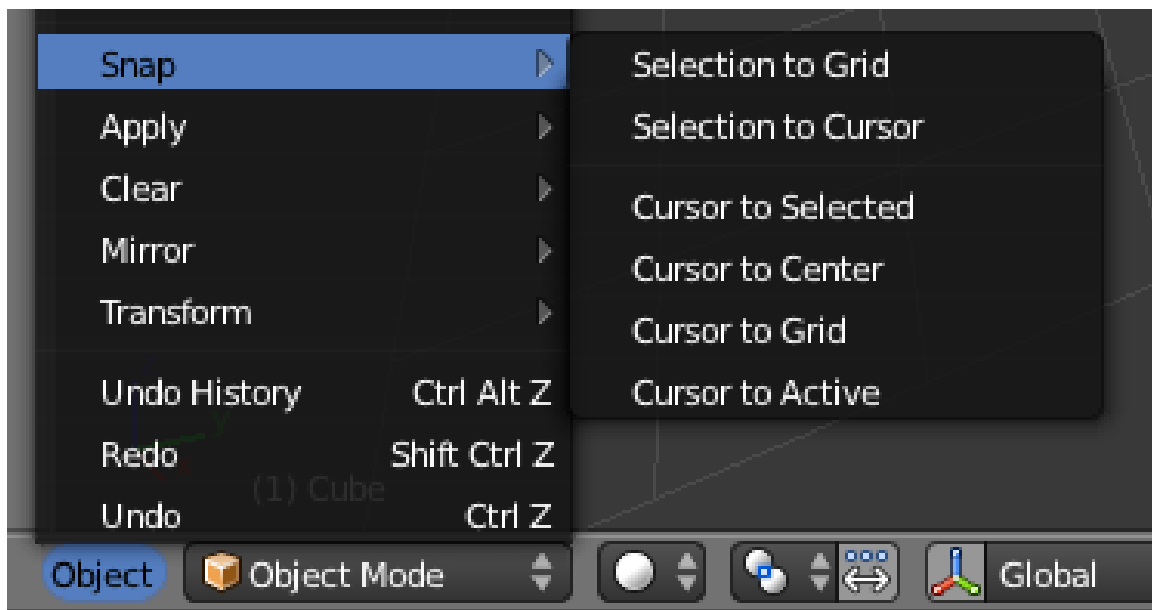 Snap
Apply
Clear
Mirror
Transform
Undo History Ctrl Alt Z
Redo Shift Ctrl Z
(1) Cube
Undo Ctrl Z
Selection to Grid
Selection to Cursor
Cursor to Selected
Cursor to Center
Cursor to Grid
Cursor to Active
Object Object Mode Global